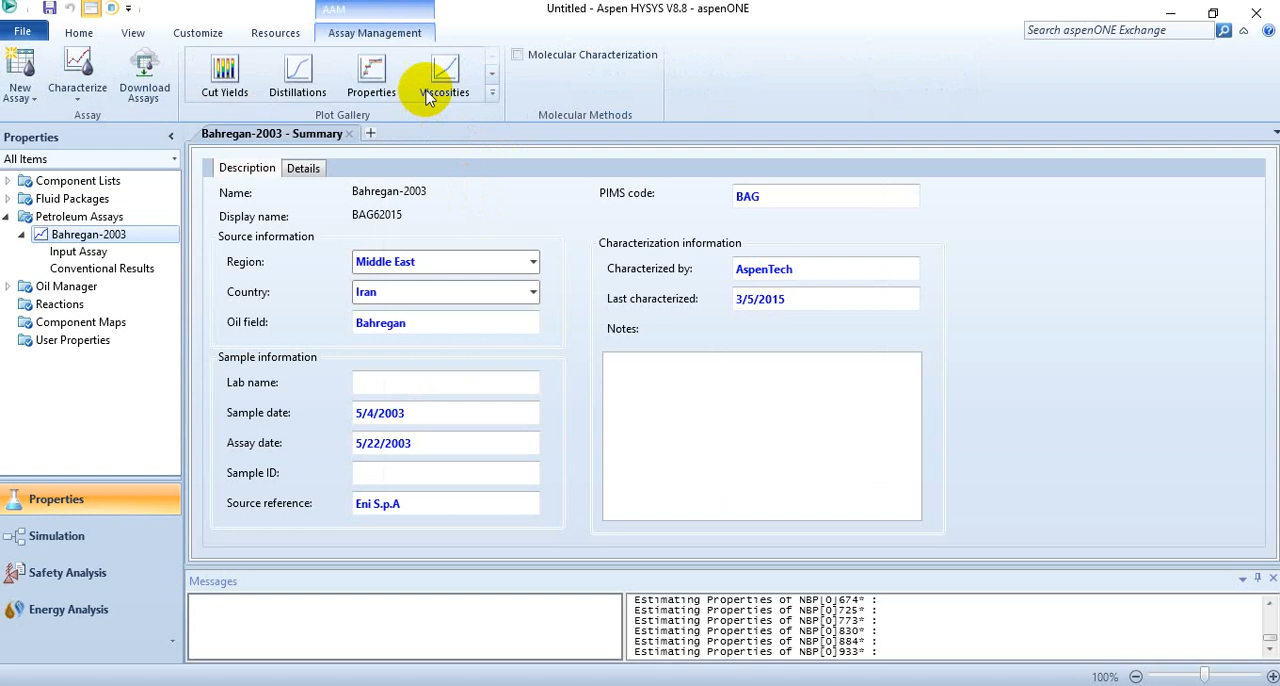 AAM
Untitled - Aspen HYSYS V8.8 - aspenONE
File
Home
View
Customize
Resources
Assay Management
Search aspenONE Exchange
New Assay
Characterize
Download Assays
Assay
Cut Yields
Distillations
Properties
Viscosities
Plot Gallery
Molecular Characterization
Molecular Methods
Properties
All Items
Component Lists
Fluid Packages
Petroleum Assays
Bahregan-2003
Input Assay
Conventional Results
Oil Manager
Reactions
Component Maps
User Properties
Properties
Simulation
Safety Analysis
Energy Analysis
Bahregan-2003 - Summary
Description
Details
Name: Bahregan-2003
Display name: BAG62015
Source information
Region: Middle East
Country: Iran
Oil field: Bahregan
Sample information
Lab name:
Sample date: 5/4/2003
Assay date: 5/22/2003
Sample ID:
Source reference: Eni S.p.A
PIMS code: BAG
Characterization information
Characterized by: AspenTech
Last characterized: 3/5/2015
Notes:
Messages
Estimating Properties of NBP[0]674* :
Estimating Properties of NBP[0]725* :
Estimating Properties of NBP[0]773* :
Estimating Properties of NBP[0]830* :
Estimating Properties of NBP[0]884* :
Estimating Properties of NBP[0]933* :
100%